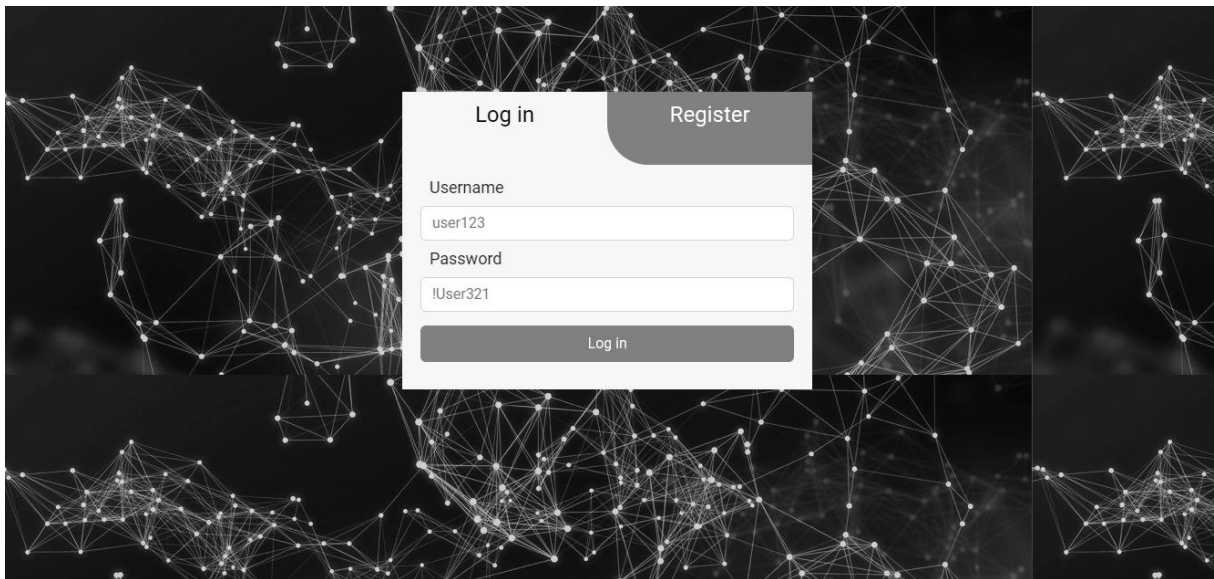 Log in Register
Username
user123
Password
!User321
Log in